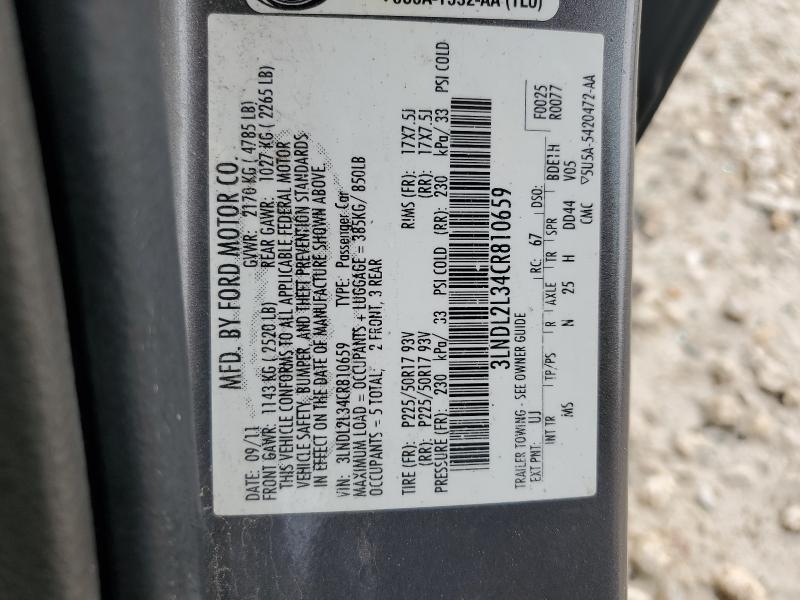 MFD. BY FORD MOTOR CO.
DATE: 09/11 GVWR: 2170 KG ( 4785 LB)
FRONT GAWR: 1143 KG ( 2520 LB) REAR GAWR: 1027 KG ( 2265 LB)
THIS VEHICLE CONFORMS TO ALL APPLICABLE FEDERAL MOTOR
VEHICLE SAFETY, BUMPER, AND THEFT PREVENTION STANDARDS
IN EFFECT ON THE DATE OF MANUFACTURE SHOWN ABOVE.
VIN: 3LNDL2L34CR810659 TYPE: Passenger Car
MAXIMUM LOAD = OCCUPANTS + LUGGAGE = 385KG/ 850LB
OCCUPANTS = 5 TOTAL, 2 FRONT, 3 REAR
TIRE (FR): P225/50R17 93V RIMS (FR): 17X7.5J
(RR): P225/50R17 93V (RR): 17X7.5J
PRESSURE (FR): 230 kPa/ 33 PSI COLD (RR): 230 kPa/ 33 PSI COLD
3LNDL2L34CR810659
TRAILER TOWING - SEE OWNER GUIDE F0025
EXT PNT: UJ RC: 67 DSO: R0077
INT TR TP/PS R AXLE TR SPR BDE1H
MS N 25 H DD44 V05
CMC 5U5A-5420472-AA